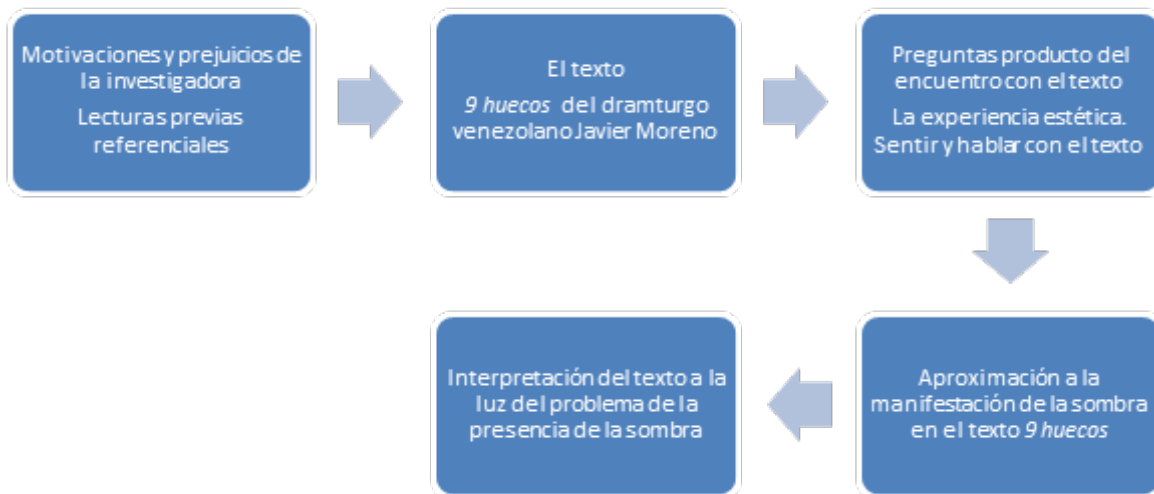 Motivaciones y prejuicios de
la investigadora
Lecturas previas
referenciales
El texto
9 huecos del dramturgo
venezolano Javier Moreno
Preguntas producto del
encuentro con el texto
La experiencia estética.
Sentir y hablar con el texto
Aproximación a la
manifestación de la sombra
en el texto 9 huecos
Interpretación del texto a la
luz del problema de la
presencia de la sombra